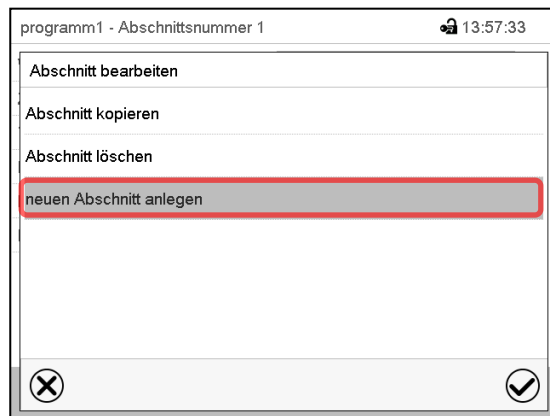 programm1 - Abschnittsnummer 1 13:57:33
Abschnitt bearbeiten
Abschnitt kopieren
Abschnitt löschen
neuen Abschnitt anlegen